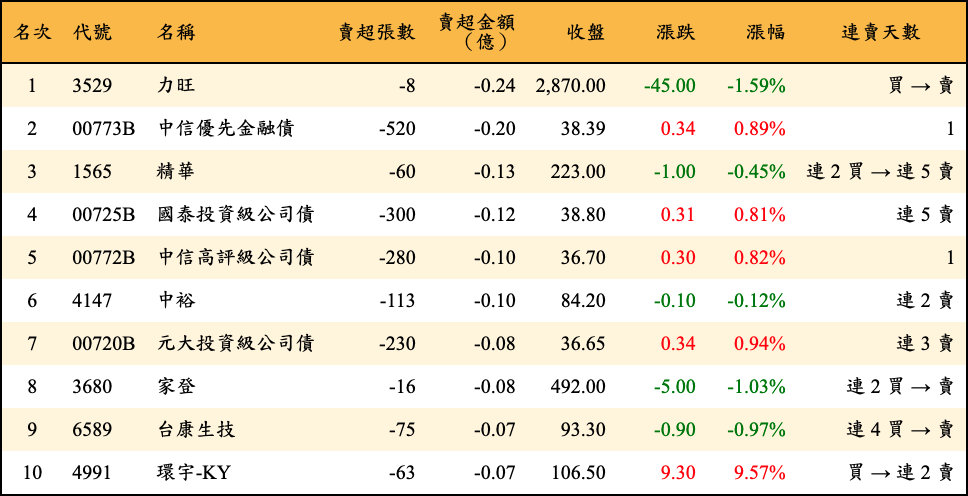 名次 代號 名稱 賣超張數 賣超金額（億） 收盤 漲跌 漲幅 連賣天數
1 3529 力旺 -8 -0.24 2,870.00 -45.00 -1.59% 買 → 賣
2 00773B 中信優先金融債 -520 -0.20 38.39 0.34 0.89% 1
3 1565 精華 -60 -0.13 223.00 -1.00 -0.45% 連 2 買 → 連 5 賣
4 00725B 國泰投資級公司債 -300 -0.12 38.80 0.31 0.81% 連 5 賣
5 00772B 中信高評級公司債 -280 -0.10 36.70 0.30 0.82% 1
6 4147 中裕 -113 -0.10 84.20 -0.10 -0.12% 連 2 賣
7 00720B 元大投資級公司債 -230 -0.08 36.65 0.34 0.94% 連 3 賣
8 3680 家登 -16 -0.08 492.00 -5.00 -1.03% 連 2 買 → 賣
9 6589 台康生技 -75 -0.07 93.30 -0.90 -0.97% 連 4 買 → 賣
10 4991 環宇-KY -63 -0.07 106.50 9.30 9.57% 買 → 連 2 賣